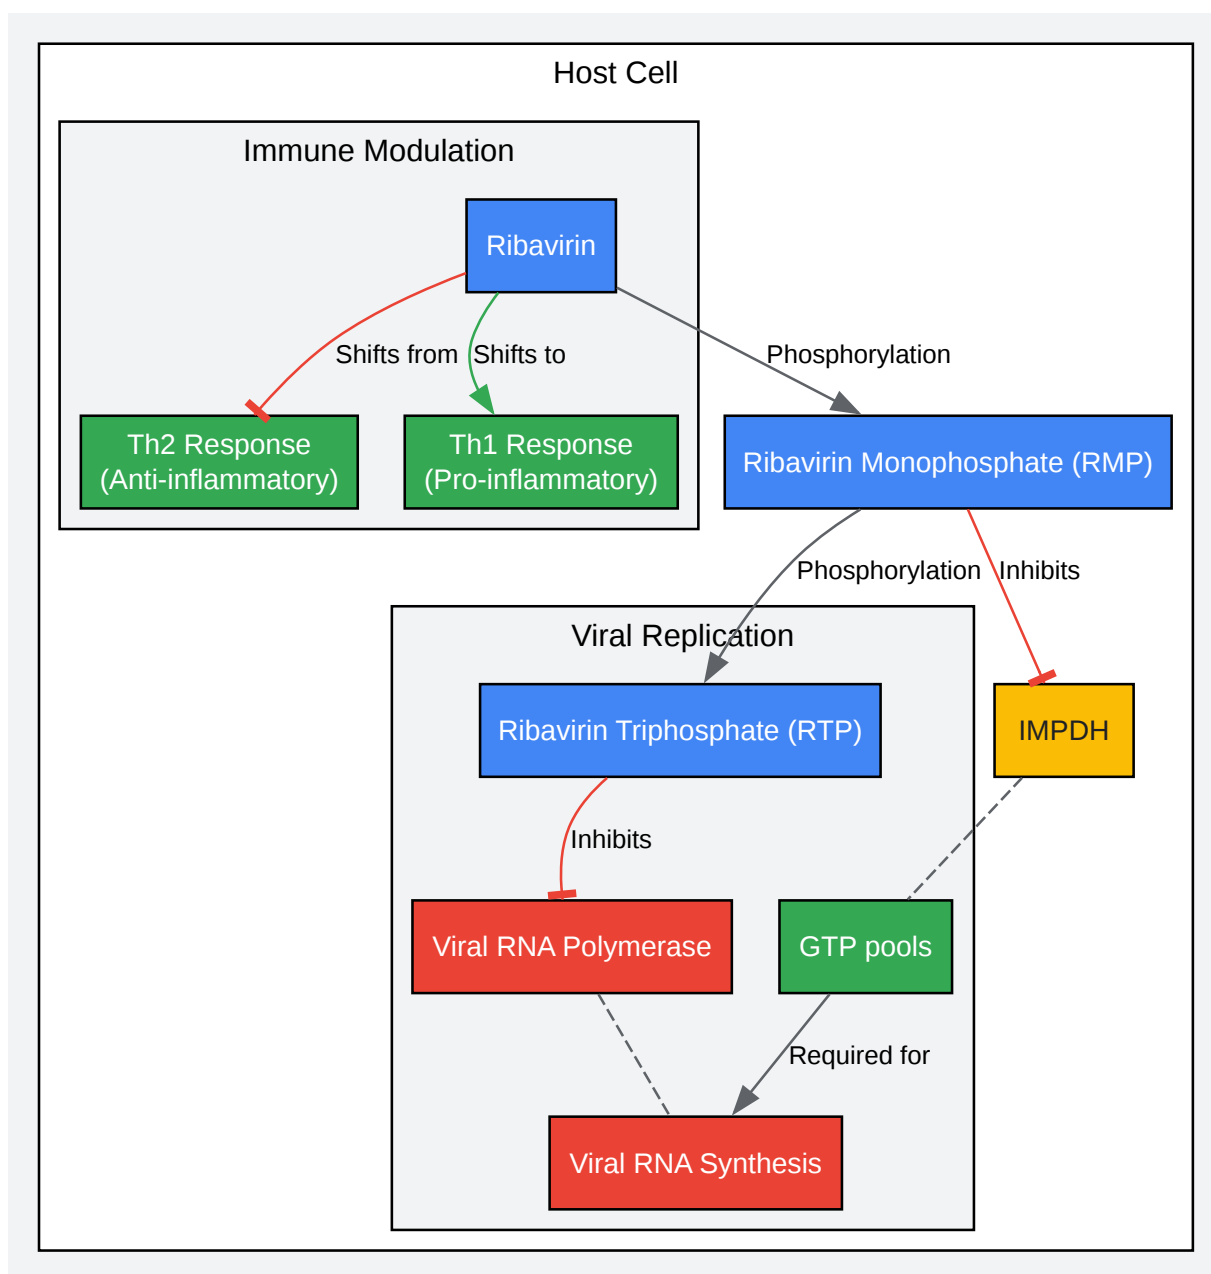 Host Cell
Immune Modulation
Ribavirin
Shifts from
Shifts to
Phosphorylation
Th2 Response
(Anti-inflammatory)
Th1 Response
(Pro-inflammatory)
Ribavirin Monophosphate (RMP)
Phosphorylation
Inhibits
Viral Replication
Ribavirin Triphosphate (RTP)
IMPDH
Inhibits
Viral RNA Polymerase
GTP pools
Required for
Viral RNA Synthesis